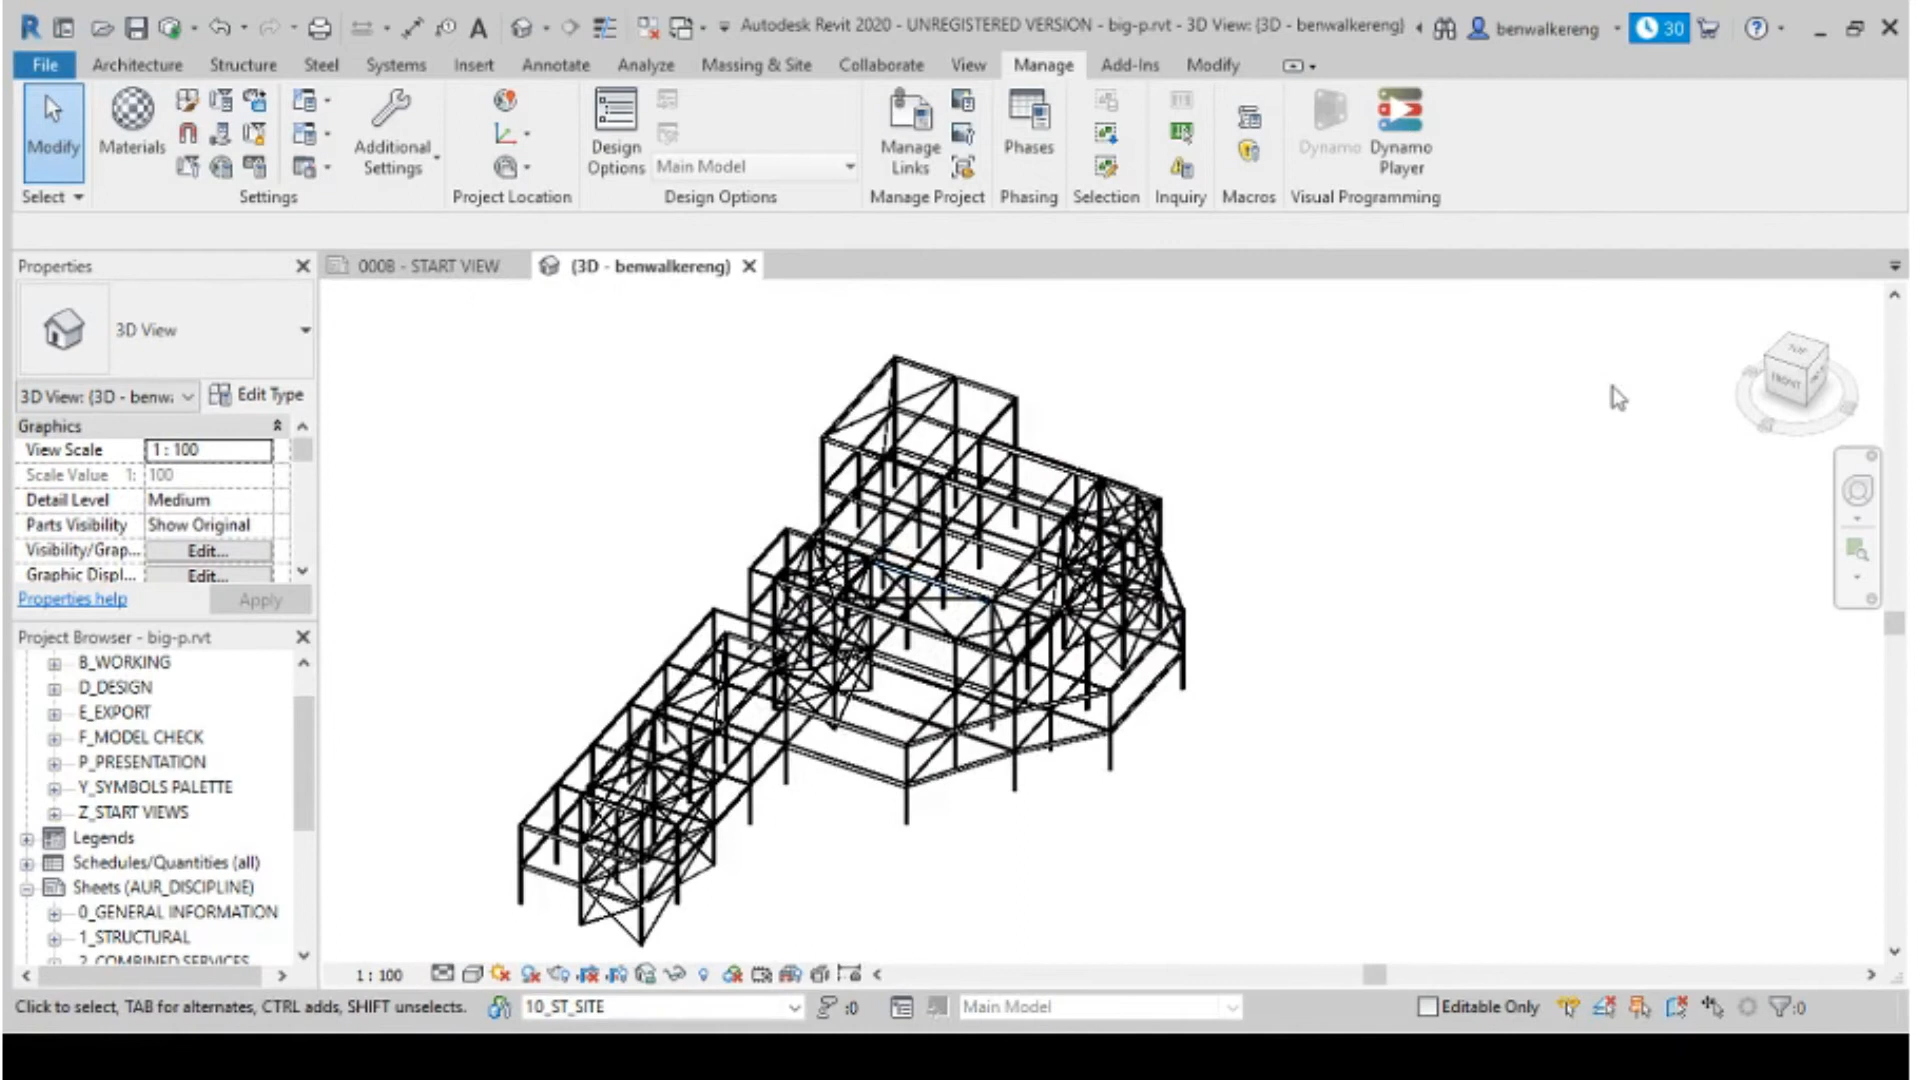 Autodesk Revit 2020 - UNREGISTERED VERSION - big-p.rvt - 3D View: {3D - benwalkereng}
benwalkereng
30
File
Architecture
Structure
Steel
Systems
Insert
Annotate
Analyze
Massing & Site
Collaborate
View
Manage
Add-Ins
Modify
Modify
Materials
Additional
Settings
Design
Options
Main Model
Manage
Links
Phases
Dynamo
Dynamo
Player
Select
Settings
Project Location
Design Options
Manage Project
Phasing
Selection
Inquiry
Macros
Visual Programming
Properties
000B - START VIEW
{3D - benwalkereng}
3D View
3D View: {3D - benw
Edit Type
Graphics
View Scale
1 : 100
Scale Value 1:
100
Detail Level
Medium
Parts Visibility
Show Original
Visibility/Grap...
Edit...
Graphic Displ...
Edit...
Properties help
Apply
TOP
FRONT
Project Browser - big-p.rvt
B_WORKING
D_DESIGN
E_EXPORT
F_MODEL CHECK
P_PRESENTATION
Y_SYMBOLS PALETTE
Z_START VIEWS
Legends
Schedules/Quantities (all)
Sheets (AUR_DISCIPLINE)
0_GENERAL INFORMATION
1_STRUCTURAL
2_COMBINED SERVICES
1 : 100
Click to select, TAB for alternates, CTRL adds, SHIFT unselects.
10_ST_SITE
:0
Main Model
Editable Only
:0